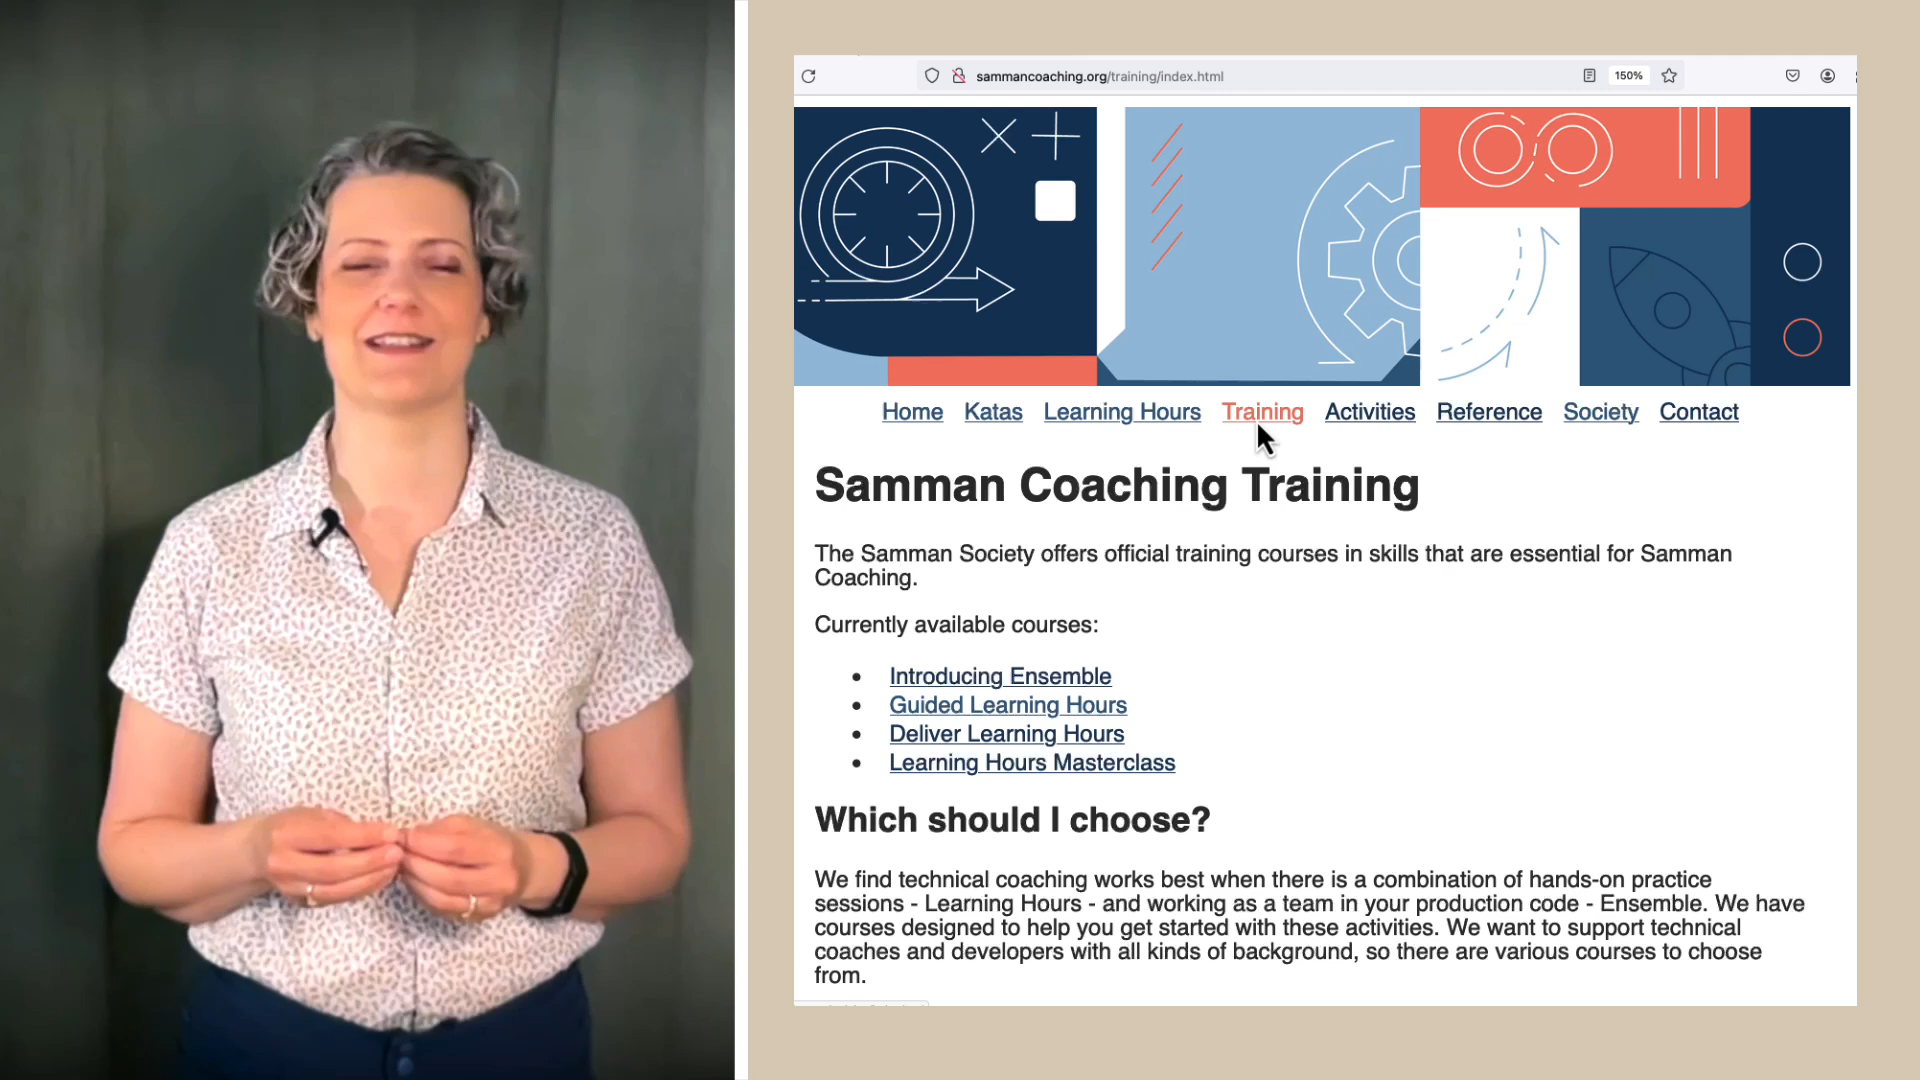 sammancoaching.org/training/index.html
150%
Home Katas Learning Hours Training Activities Reference Society Contact
Samman Coaching Training
The Samman Society offers official training courses in skills that are essential for Samman
Coaching.
Currently available courses:
• Introducing Ensemble
• Guided Learning Hours
• Deliver Learning Hours
• Learning Hours Masterclass
Which should I choose?
We find technical coaching works best when there is a combination of hands-on practice
sessions - Learning Hours - and working as a team in your production code - Ensemble. We have
courses designed to help you get started with these activities. We want to support technical
coaches and developers with all kinds of background, so there are various courses to choose
from.